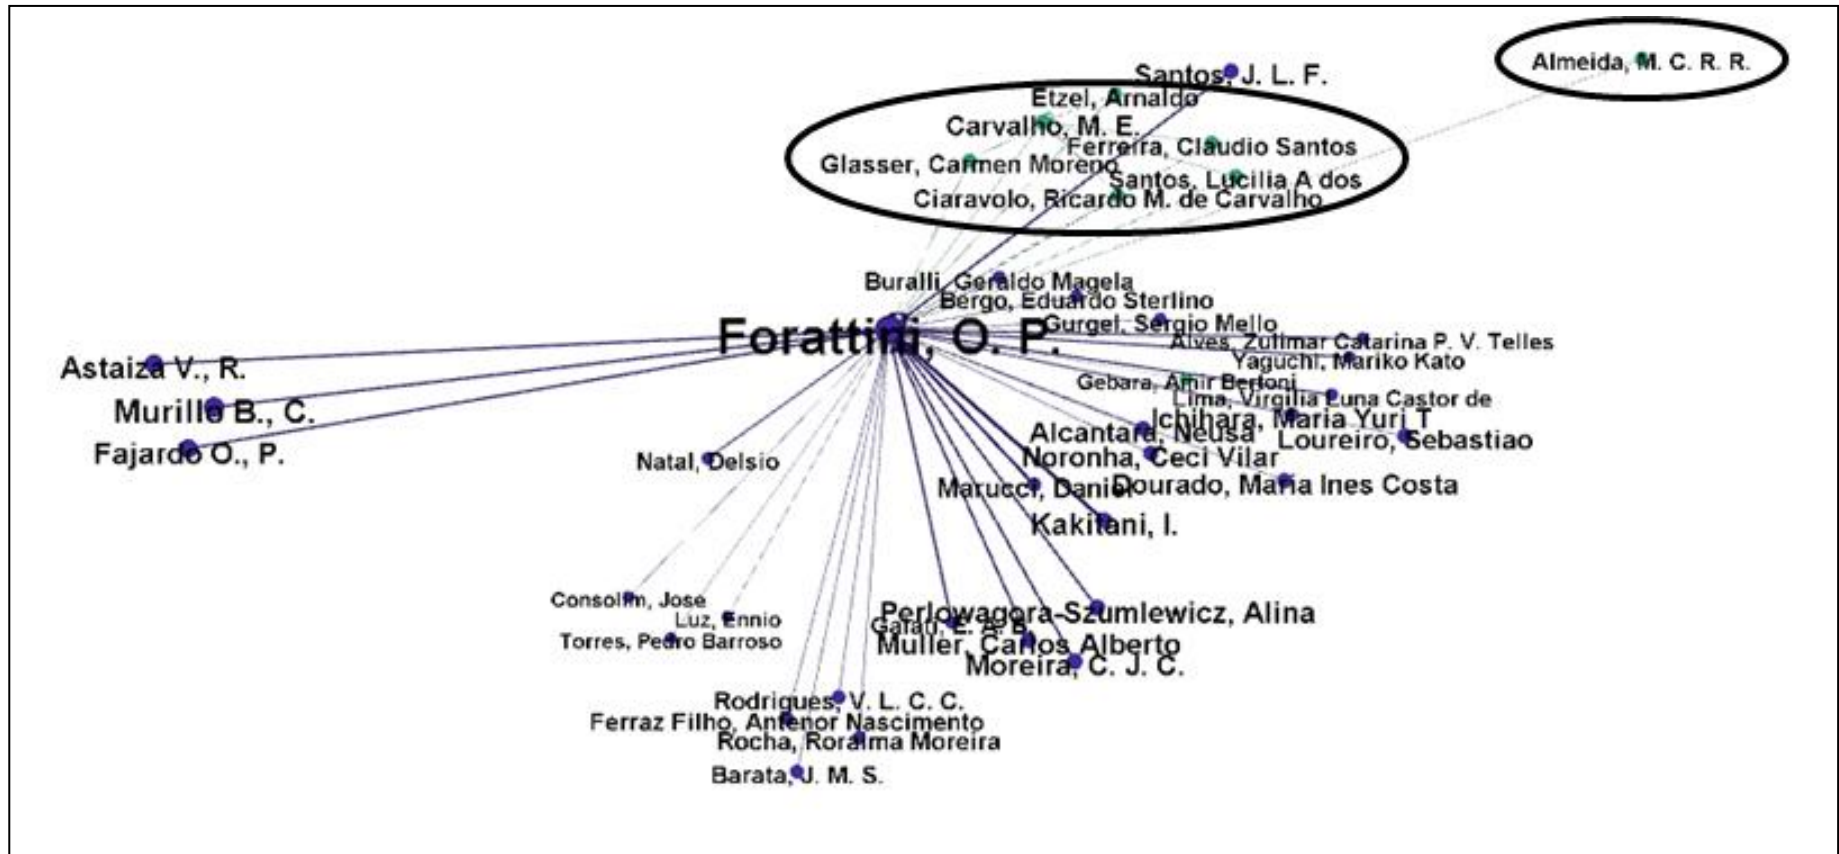 Almeida, M. C. R. R.
Santos, J. L. F.
Etzel, Arnaldo
Carvalho, M. E.
Ferreira, Claudio Santos
Glasser, Carmen Moreno
Santos, Lucilia A dos
Ciaravolo, Ricardo M. de Carvalho
Buralli, Geraldo Magela
Bergo, Eduardo Sterlino
Gurgel, Sergio Mello
Forattini, O. P.
Alves, Zulimar Catarina P. V. Telles
Yaguchi, Mariko Kato
Astaiza V., R.
Gebara, Amir Bertoni
Lima, Virgilia Luna Castor de
Murillo B., C.
Ichihara, Maria Yuri T
Alcantara, Neusa
Loureiro, Sebastiao
Fajardo O., P.
Noronha, Ceci Vilar
Natal, Delsio
Marucci, Daniel
Dourado, Maria Ines Costa
Kakitani, I.
Consolim, Jose
Luz, Ennio
Torres, Pedro Barroso
Perlowagora-Szumlewicz, Alina
Galati, E. A. B.
Muller, Carlos Alberto
Moreira, C. J. C.
Rodrigues, V. L. C. C.
Ferraz Filho, Antenor Nascimento
Rocha, Roraima Moreira
Barata, J. M. S.